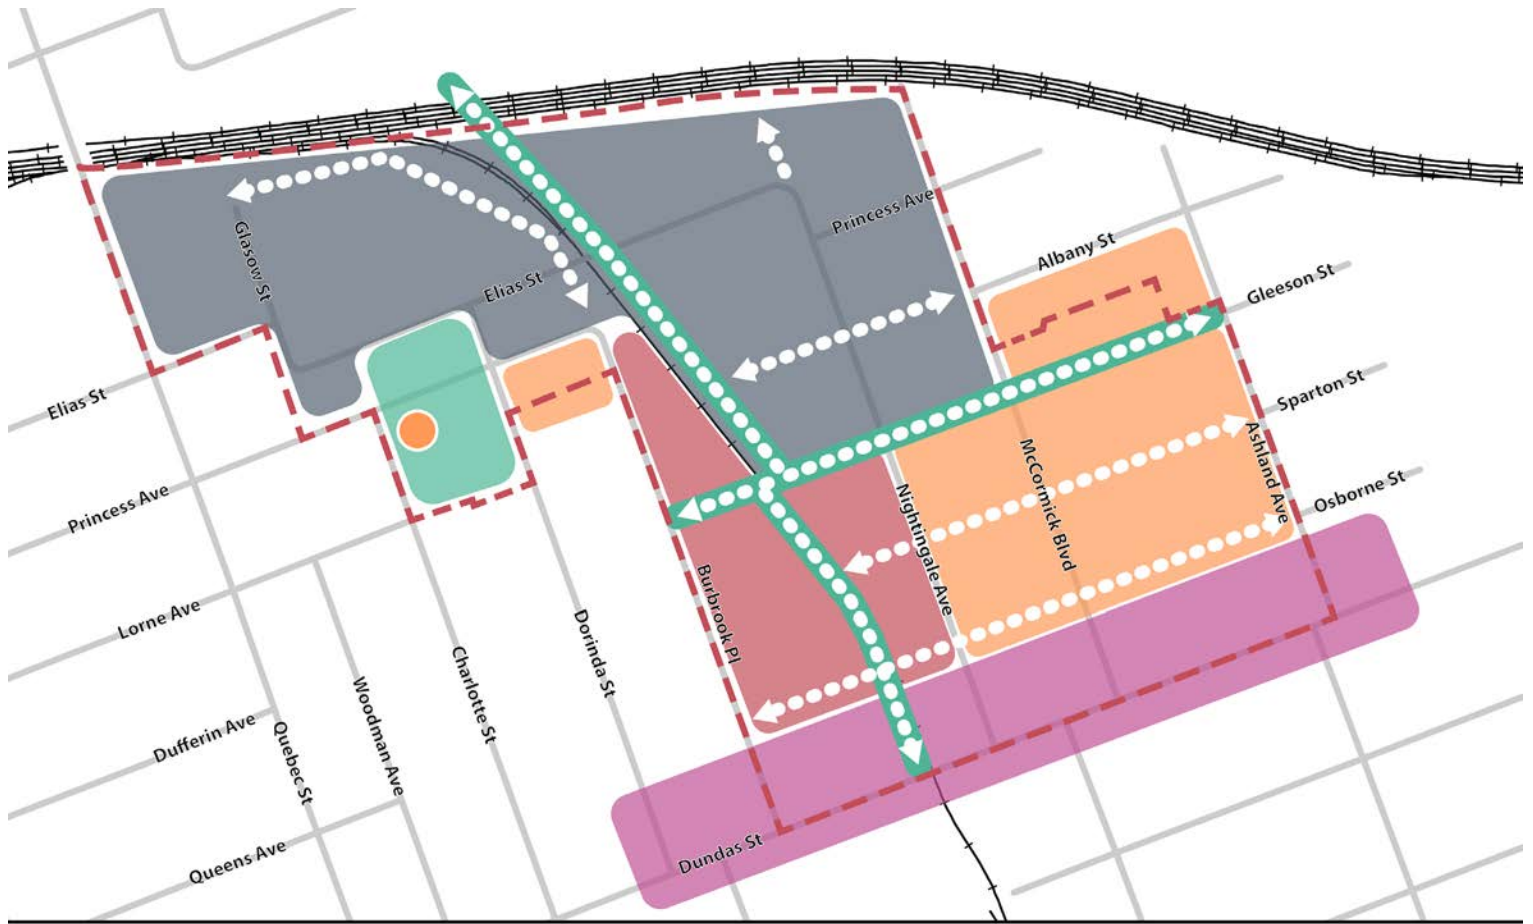 Glasow St
Princess Ave
Albany St
Elias St
Gleeson St
Elias St
Sparton St
Princess Ave
McCormick Blvd
Ashland Ave
Nightingale Ave
Osborne St
Lorne Ave
Burbrook Pl
Dorinda St
Charlotte St
Woodman Ave
Dufferin Ave
Quebec St
Queens Ave
Dundas St